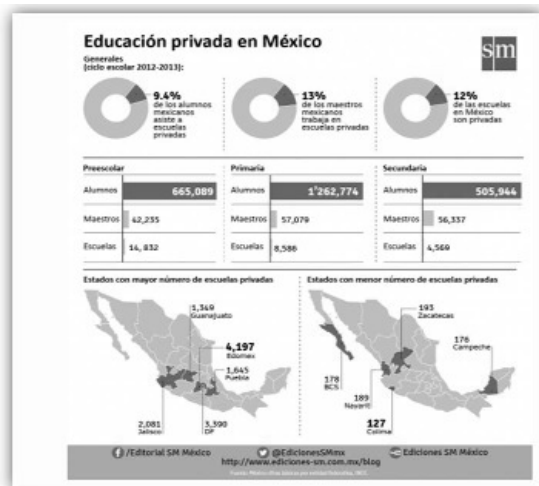 Educación privada en México
sm
Generales
(ciclo escolar 2012-2013):
9.4%
de los alumnos
mexicanos
asiste a
escuelas
privadas
13%
de los maestros
mexicanos
trabaja en
escuelas privadas
12%
de las escuelas
en México
son privadas
Preescolar
Alumnos 665,089
Maestros 42,235
Escuelas 14, 832
Primaria
Alumnos 1'262,774
Maestros 57,079
Escuelas 8,586
Secundaria
Alumnos 505,944
Maestros 56,337
Escuelas 4,569
Estados con mayor número de escuelas privadas
1,349
Guanajuato
4,197
Edomex
1,645
Puebla
2,081
Jalisco
3,390
DF
Estados con menor número de escuelas privadas
193
Zacatecas
176
Campeche
178
BCS
189
Nayarit
127
Colima
/Editorial SM México
@EdicionesSMmx
Ediciones SM México
http://www.ediciones-sm.com.mx/blog